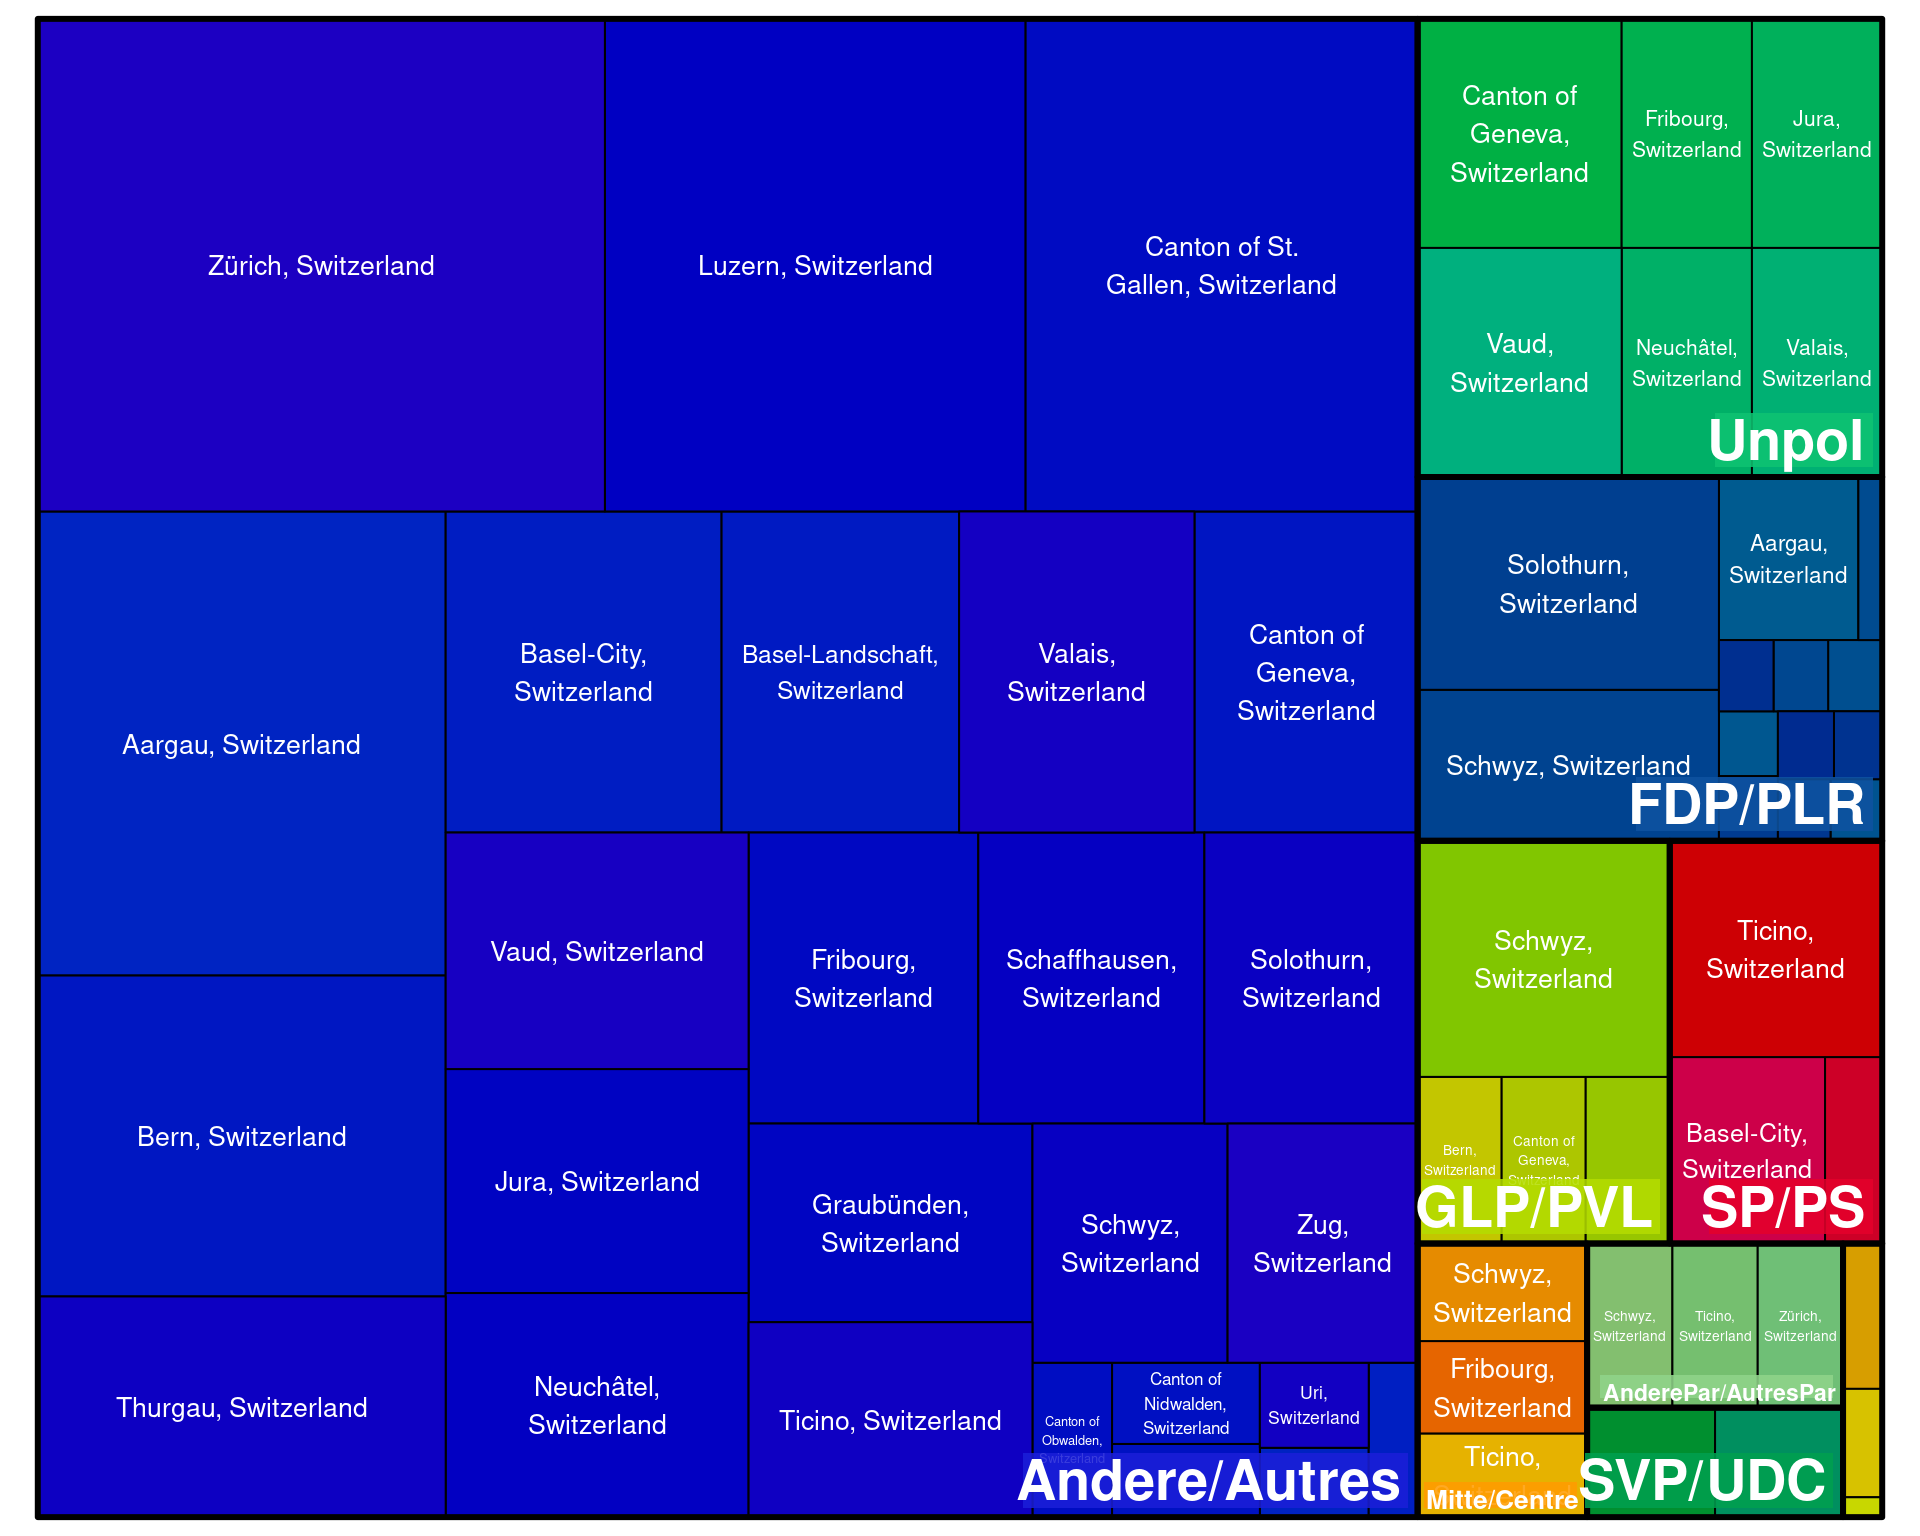 Zürich, Switzerland
Luzern, Switzerland
Canton of St.
Gallen, Switzerland
Aargau, Switzerland
Basel-City,
Switzerland
Basel-Landschaft,
Switzerland
Valais,
Switzerland
Canton of
Geneva,
Switzerland
Bern, Switzerland
Vaud, Switzerland
Fribourg,
Switzerland
Schaffhausen,
Switzerland
Solothurn,
Switzerland
Jura, Switzerland
Graubünden,
Switzerland
Schwyz,
Switzerland
Zug,
Switzerland
Thurgau, Switzerland
Neuchâtel,
Switzerland
Ticino, Switzerland
Canton of
Obwalden,
Switzerland
Canton of
Nidwalden,
Switzerland
Uri,
Switzerland
Andere/Autres
Canton of
Geneva,
Switzerland
Fribourg,
Switzerland
Jura,
Switzerland
Vaud,
Switzerland
Neuchâtel,
Switzerland
Valais,
Switzerland
Unpol
Solothurn,
Switzerland
Aargau,
Switzerland
Schwyz, Switzerland
FDP/PLR
Schwyz,
Switzerland
Bern,
Switzerland
Canton of
Geneva,
Switzerland
GLP/PVL
Ticino,
Switzerland
Basel-City,
Switzerland
SP/PS
Schwyz,
Switzerland
Fribourg,
Switzerland
Ticino,
Mitte/Centre
Schwyz,
Switzerland
Ticino,
Switzerland
Zürich,
Switzerland
AnderePar/AutresPar
SVP/UDC